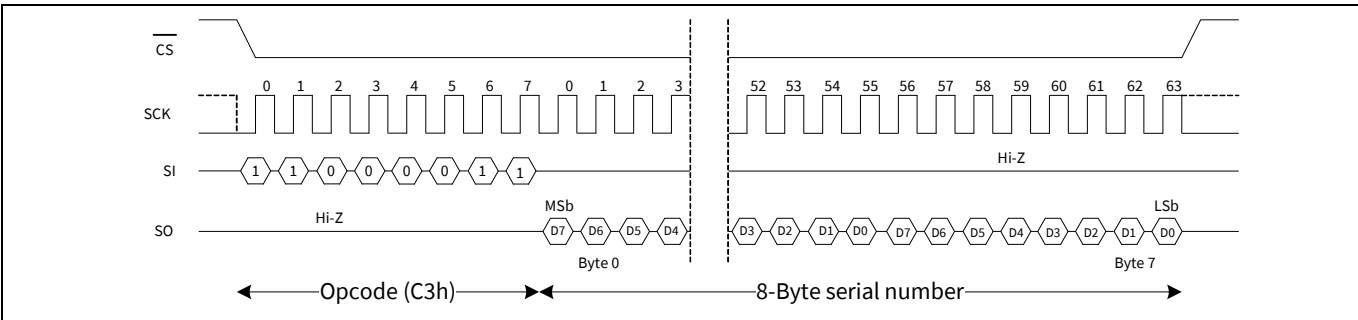 CS
0 1 2 3 4 5 6 7 0 1 2 3 52 53 54 55 56 57 58 59 60 61 62 63
SCK
Hi-Z
SI 1 1 0 0 0 0 1 1
MSb LSb
Hi-Z
SO D7 D6 D5 D4 D3 D2 D1 D0 D7 D6 D5 D4 D3 D2 D1 D0
Byte 0 Byte 7
Opcode (C3h) 8-Byte serial number